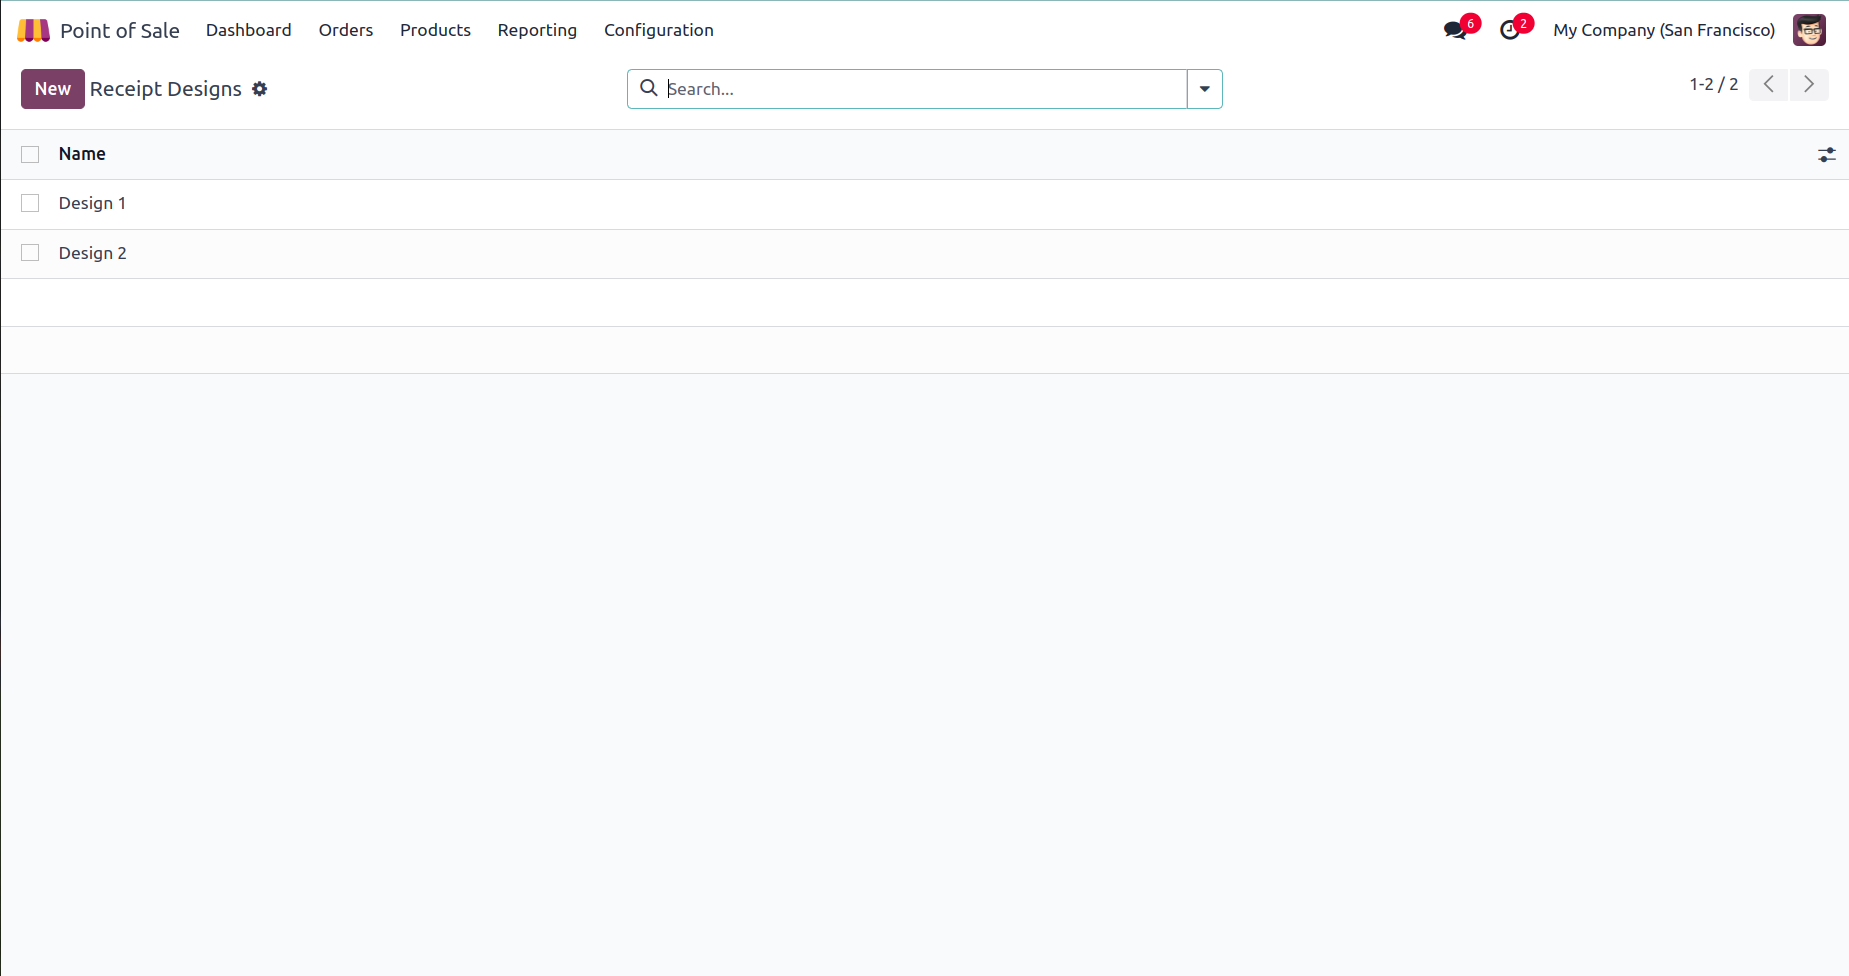 Point of Sale Dashboard Orders Products Reporting Configuration 6 2 My Company (San Francisco)
New Receipt Designs Search... 1-2 / 2
Name
Design 1
Design 2